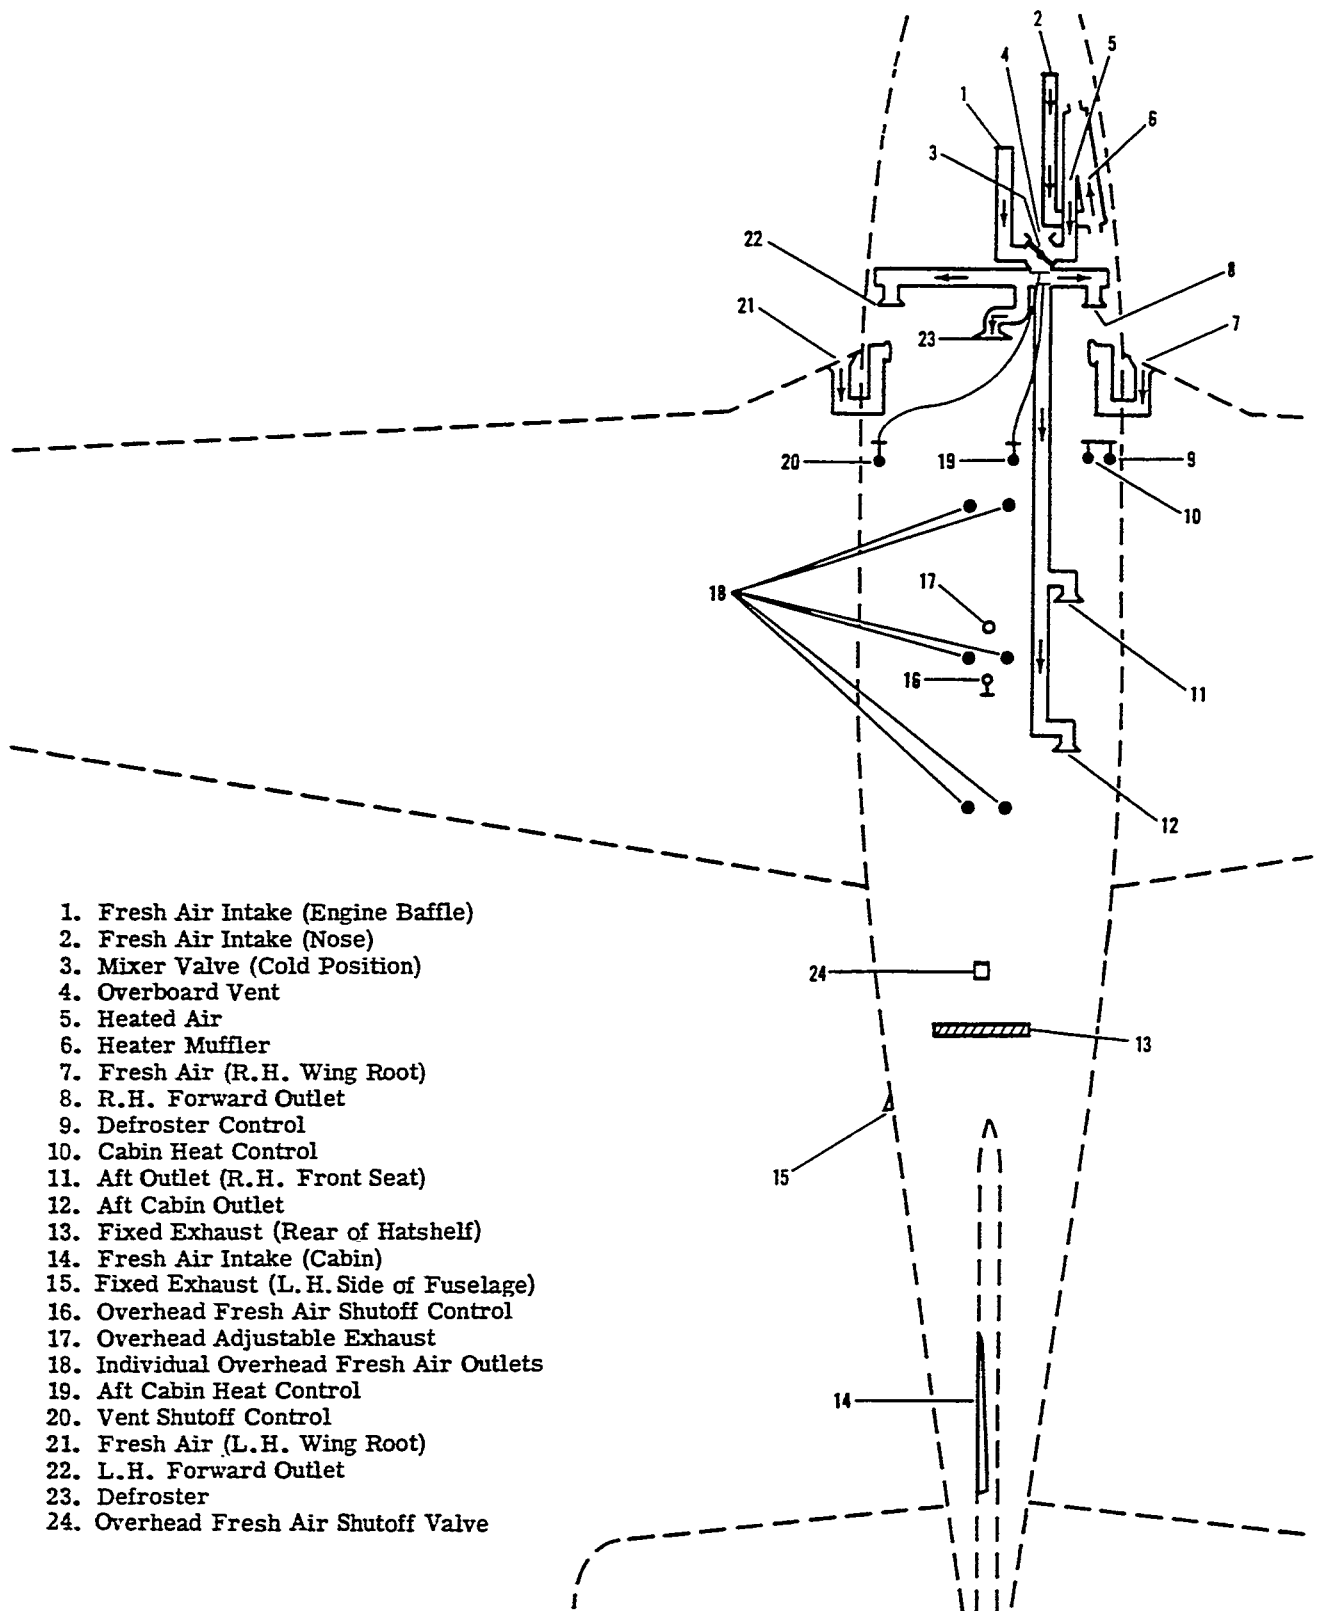 2
4
5
1
6
3
22
8
21
7
23
20
19
9
10
18
17
16
11
12
1. Fresh Air Intake (Engine Baffle)
2. Fresh Air Intake (Nose)
3. Mixer Valve (Cold Position)
4. Overboard Vent
5. Heated Air
6. Heater Muffler
7. Fresh Air (R.H. Wing Root)
8. R.H. Forward Outlet
9. Defroster Control
10. Cabin Heat Control
11. Aft Outlet (R.H. Front Seat)
12. Aft Cabin Outlet
13. Fixed Exhaust (Rear of Hatshelf)
14. Fresh Air Intake (Cabin)
15. Fixed Exhaust (L.H. Side of Fuselage)
16. Overhead Fresh Air Shutoff Control
17. Overhead Adjustable Exhaust
18. Individual Overhead Fresh Air Outlets
19. Aft Cabin Heat Control
20. Vent Shutoff Control
21. Fresh Air (L.H. Wing Root)
22. L.H. Forward Outlet
23. Defroster
24. Overhead Fresh Air Shutoff Valve
24
13
15
14